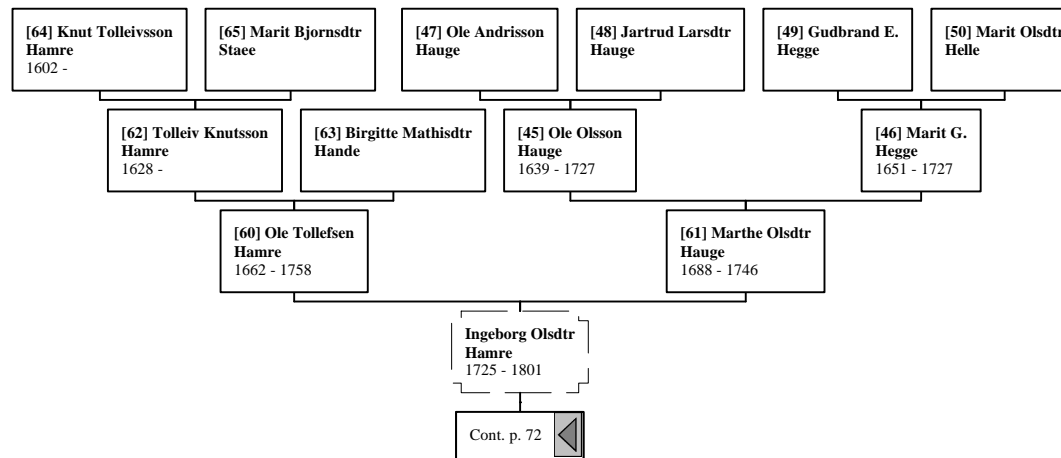 [64] Knut Tolleivsson
Hamre
1602 -
[65] Marit Bjornsdtr
Staee
[47] Ole Andrisson
Hauge
[48] Jartrud Larsdtr
Hauge
[49] Gudbrand E.
Hegge
[50] Marit Olsdtr
Helle
[62] Tolleiv Knutsson
Hamre
1628 -
[63] Birgitte Mathisdtr
Hande
[45] Ole Olsson
Hauge
1639 - 1727
[46] Marit G.
Hegge
1651 - 1727
[60] Ole Tollefsen
Hamre
1662 - 1758
[61] Marthe Olsdtr
Hauge
1688 - 1746
Ingeborg Olsdtr
Hamre
1725 - 1801
Cont. p. 72